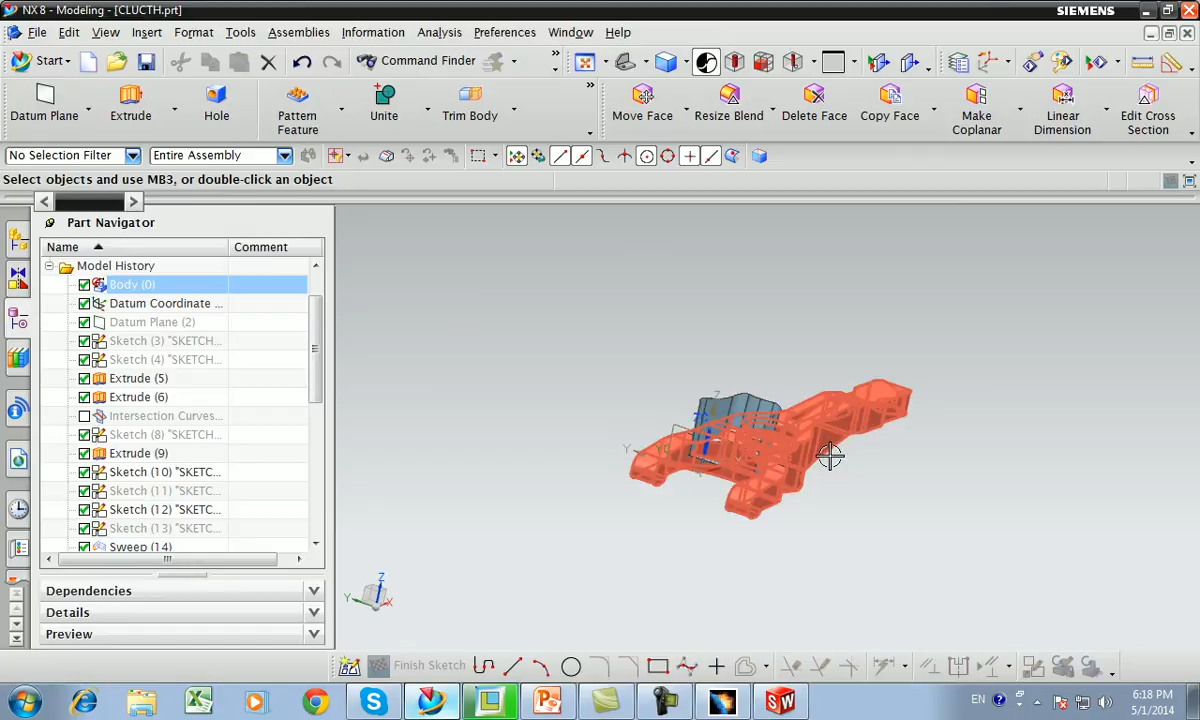 NX 8 - Modeling - [CLUCTH.prt]
SIEMENS
File Edit View Insert Format Tools Assemblies Information Analysis Preferences Window Help
Start
Command Finder
Datum Plane
Extrude
Hole
Pattern Feature
Unite
Trim Body
Move Face
Resize Blend
Delete Face
Copy Face
Make Coplanar
Linear Dimension
Edit Cross Section
No Selection Filter
Entire Assembly
Select objects and use MB3, or double-click an object
Part Navigator
Name
Comment
Model History
Body (0)
Datum Coordinate ...
Datum Plane (2)
Sketch (3) "SKETCH...
Sketch (4) "SKETCH...
Extrude (5)
Extrude (6)
Intersection Curves...
Sketch (8) "SKETCH...
Extrude (9)
Sketch (10) "SKETC...
Sketch (11) "SKETC...
Sketch (12) "SKETC...
Sketch (13) "SKETC...
Sweep (14)
Dependencies
Details
Preview
Z
Y
Z
Y
X
Finish Sketch
EN
6:18 PM
5/1/2014